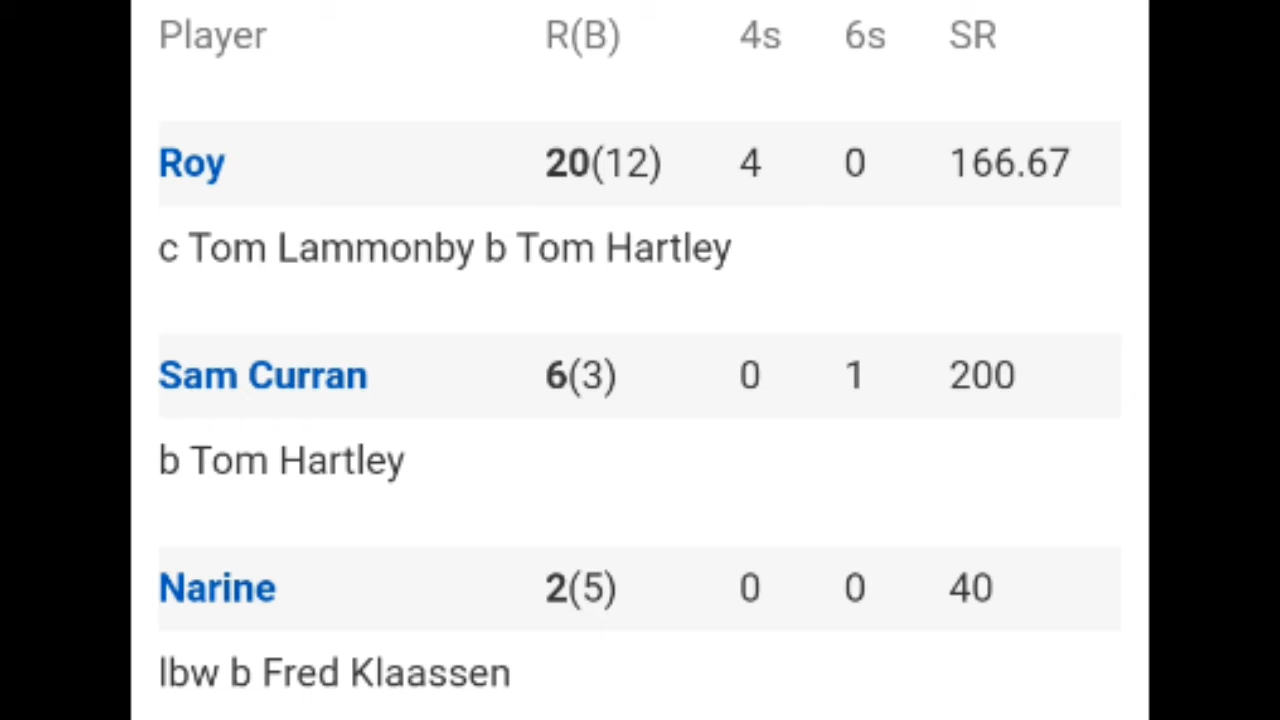 Player R(B) 4s 6s SR
Roy 20(12) 4 0 166.67
c Tom Lammonby b Tom Hartley
Sam Curran 6(3) 0 1 200
b Tom Hartley
Narine 2(5) 0 0 40
lbw b Fred Klaassen